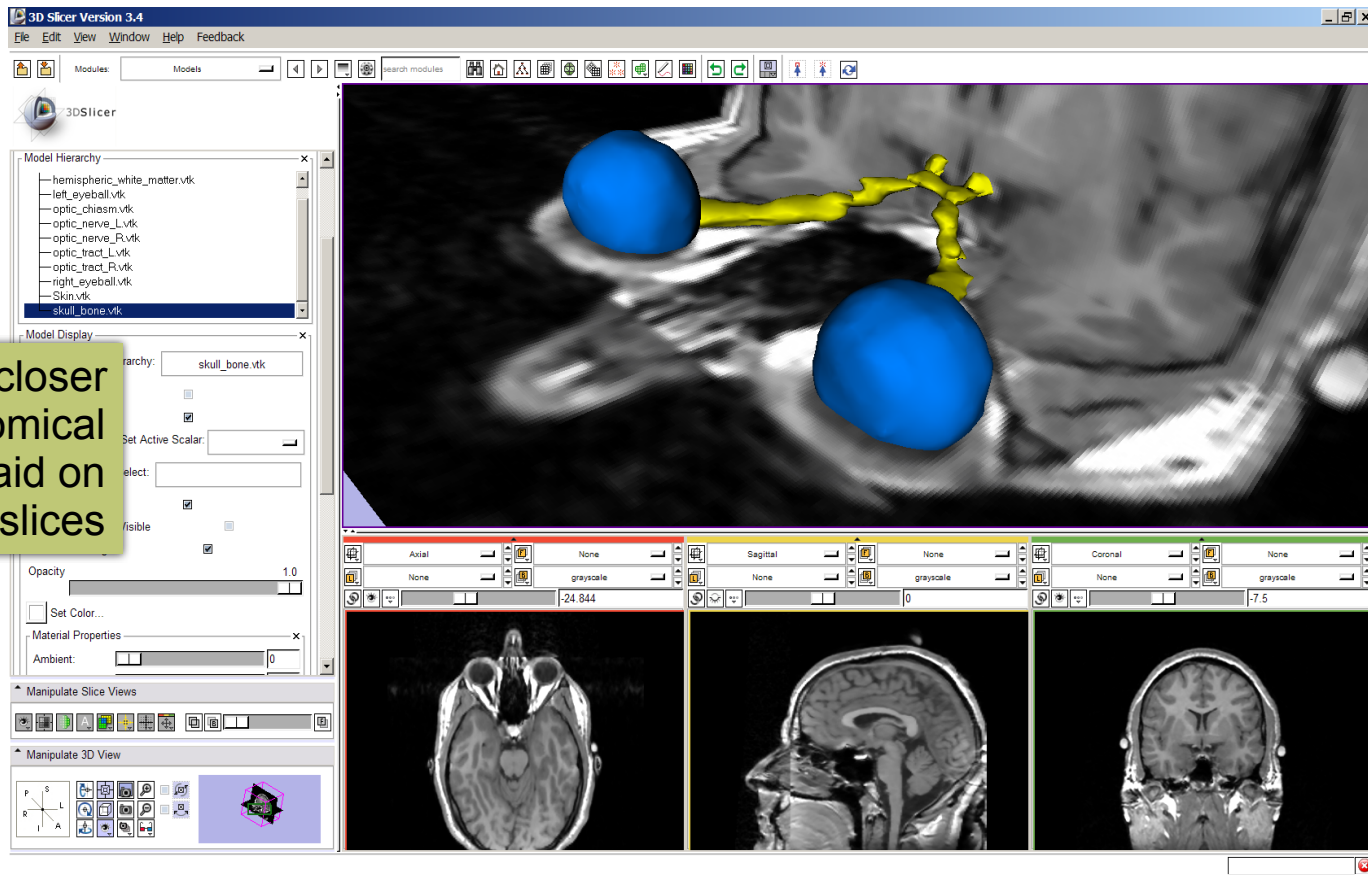 3D Slicer Version 3.4
File Edit View Window Help Feedback
Modules: Models search modules
3DSlicer
Model Hierarchy
hemispheric_white_matter.vtk
left_eyeball.vtk
optic_chiasm.vtk
optic_nerve_L.vtk
optic_nerve_R.vtk
optic_tract_L.vtk
optic_tract_R.vtk
right_eyeball.vtk
Skin.vtk
skull_bone.vtk
Model Display
rarchy: skull_bone.vtk
closer
omical
aid on
slices
Set Active Scalar:
elect:
Visible
Opacity 1.0
Set Color...
Material Properties
Ambient: 0
Manipulate Slice Views
Manipulate 3D View
P S L R I A
Axial None
None grayscale
-24.844
Sagittal None
None grayscale
0
Coronal None
None grayscale
-7.5